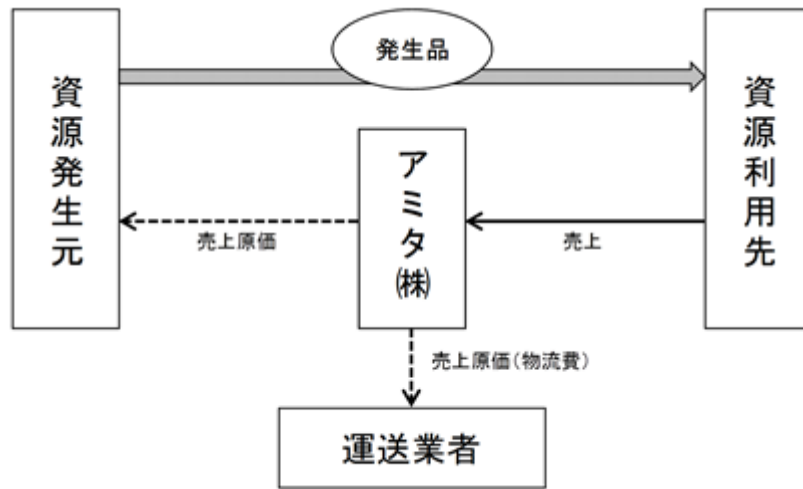 発生品
資源発生元
アミタ㈱
資源利用先
売上原価
売上
売上原価(物流費)
運送業者